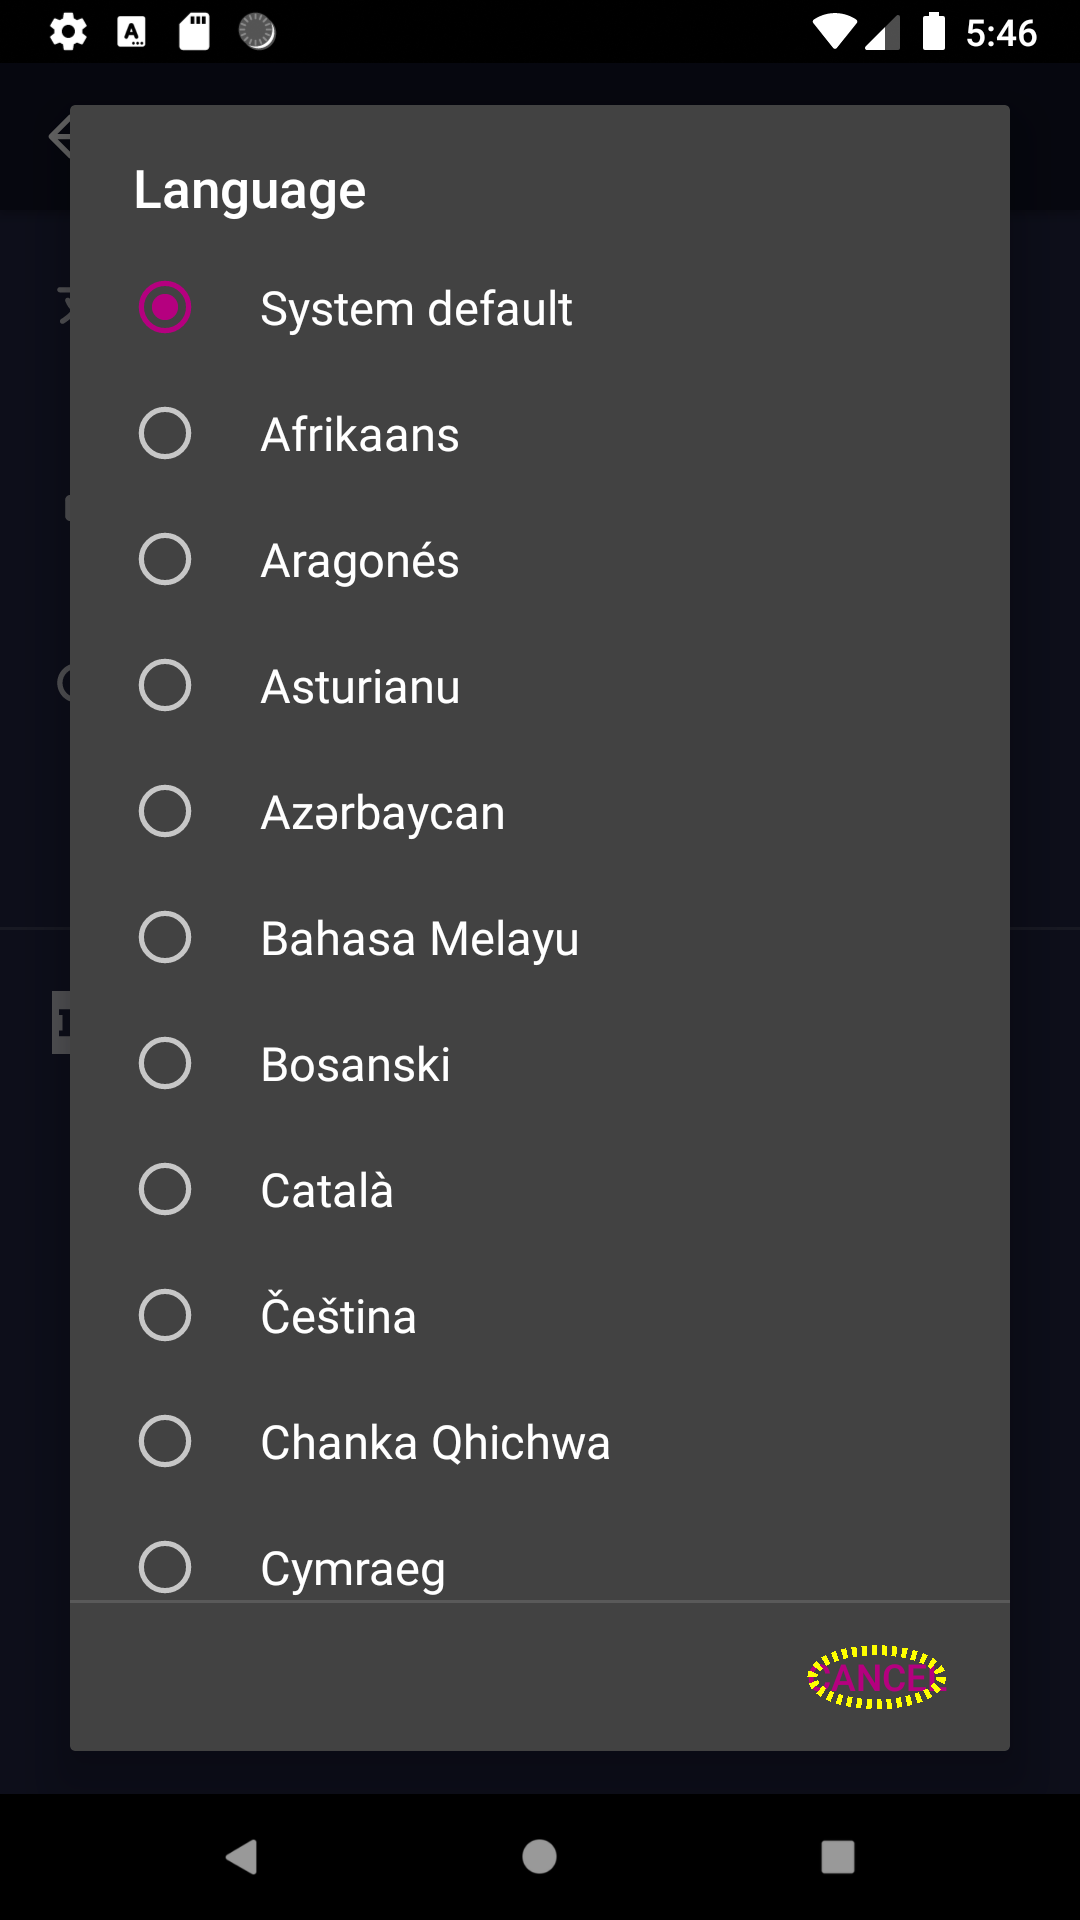 5:46
Language
System default
Afrikaans
Aragonés
Asturianu
Azərbaycan
Bahasa Melayu
Bosanski
Català
Čeština
Chanka Qhichwa
Cymraeg
CANCEL